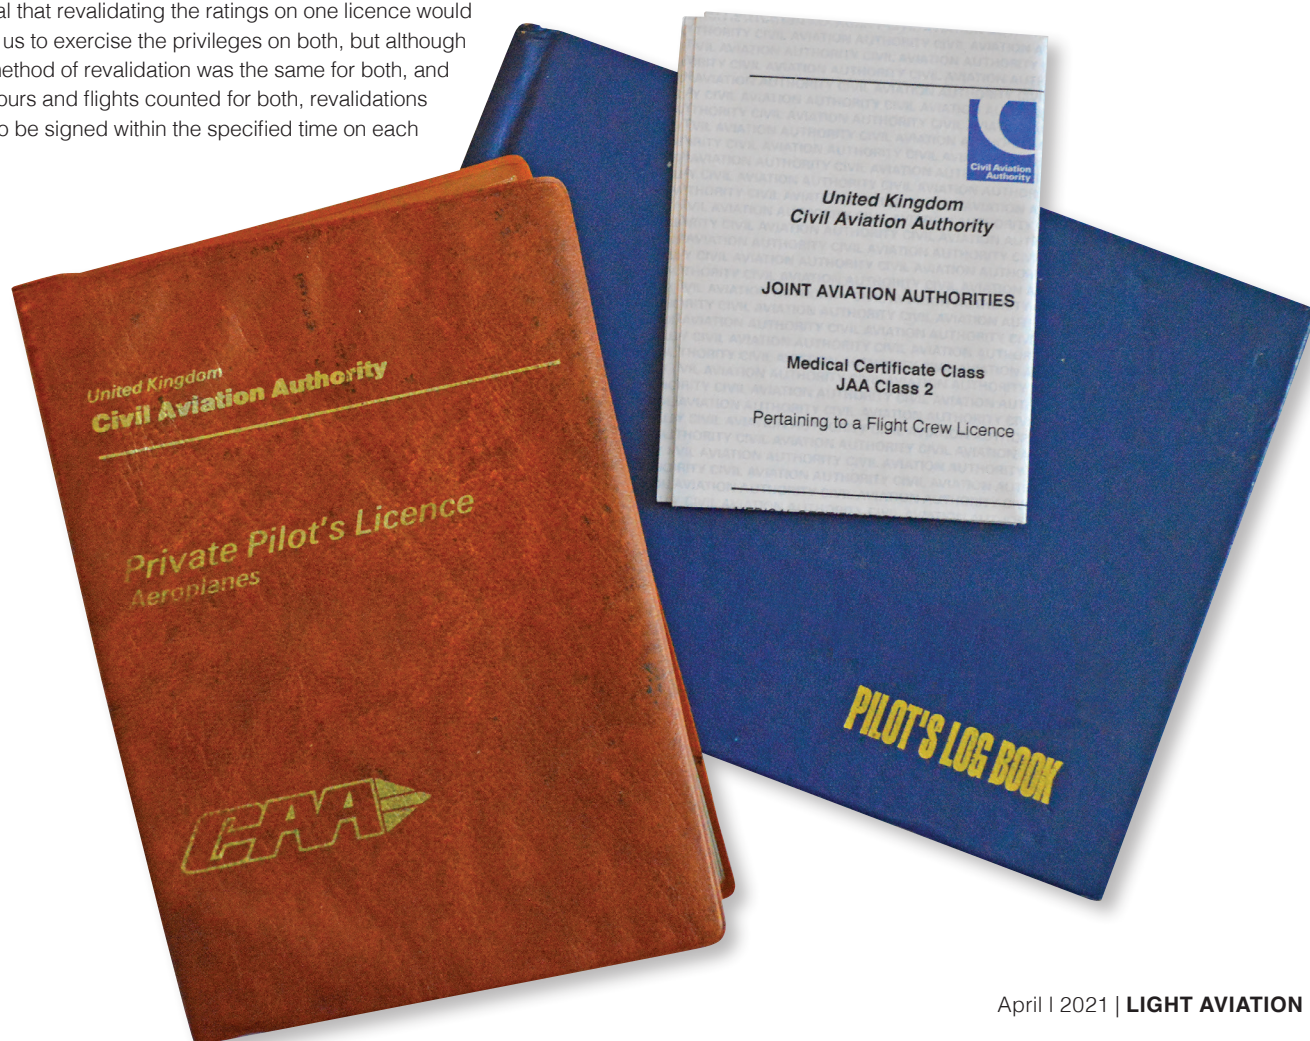 al that revalidating the ratings on one licence would
us to exercise the privileges on both, but although
ethod of revalidation was the same for both, and
ours and flights counted for both, revalidations
o be signed within the specified time on each
United Kingdom
Civil Aviation Authority
Private Pilot's Licence
Aeroplanes
CAA
Civil Aviation
Authority
United Kingdom
Civil Aviation Authority
JOINT AVIATION AUTHORITIES
Medical Certificate Class
JAA Class 2
Pertaining to a Flight Crew Licence
PILOT'S LOG BOOK
April I 2021 | LIGHT AVIATION